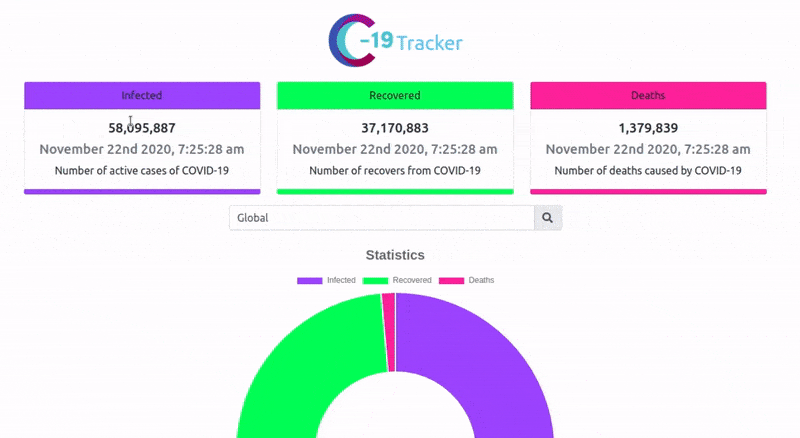 C-19 Tracker
Infected
58,095,887
November 22nd 2020, 7:25:28 am
Number of active cases of COVID-19
Recovered
37,170,883
November 22nd 2020, 7:25:28 am
Number of recovers from COVID-19
Deaths
1,379,839
November 22nd 2020, 7:25:28 am
Number of deaths caused by COVID-19
Global
Statistics
Infected Recovered Deaths